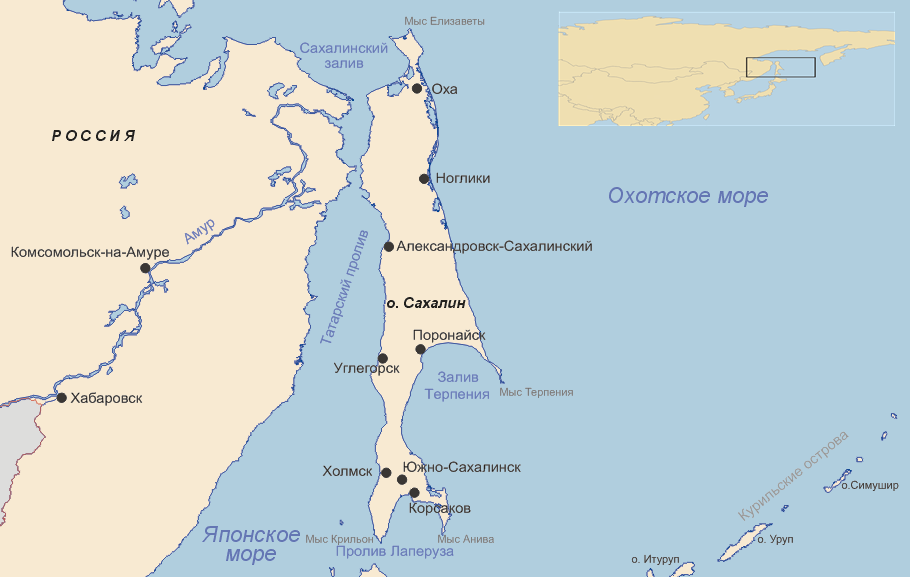 Мыс Елизаветы
Сахалинский
залив
Оха
РОССИЯ
Ноглики
Охотское море
Амур
Александровск-Сахалинский
Комсомольск-на-Амуре
Татарский пролив
о. Сахалин
Поронайск
Углегорск
Залив
Терпения
Мыс Терпения
Хабаровск
Курильские острова
Холмск
Южно-Сахалинск
о.Симушир
Корсаков
Японское
море
Мыс Крильон
Мыс Анива
о. Уруп
Пролив Лаперуза
о. Итуруп